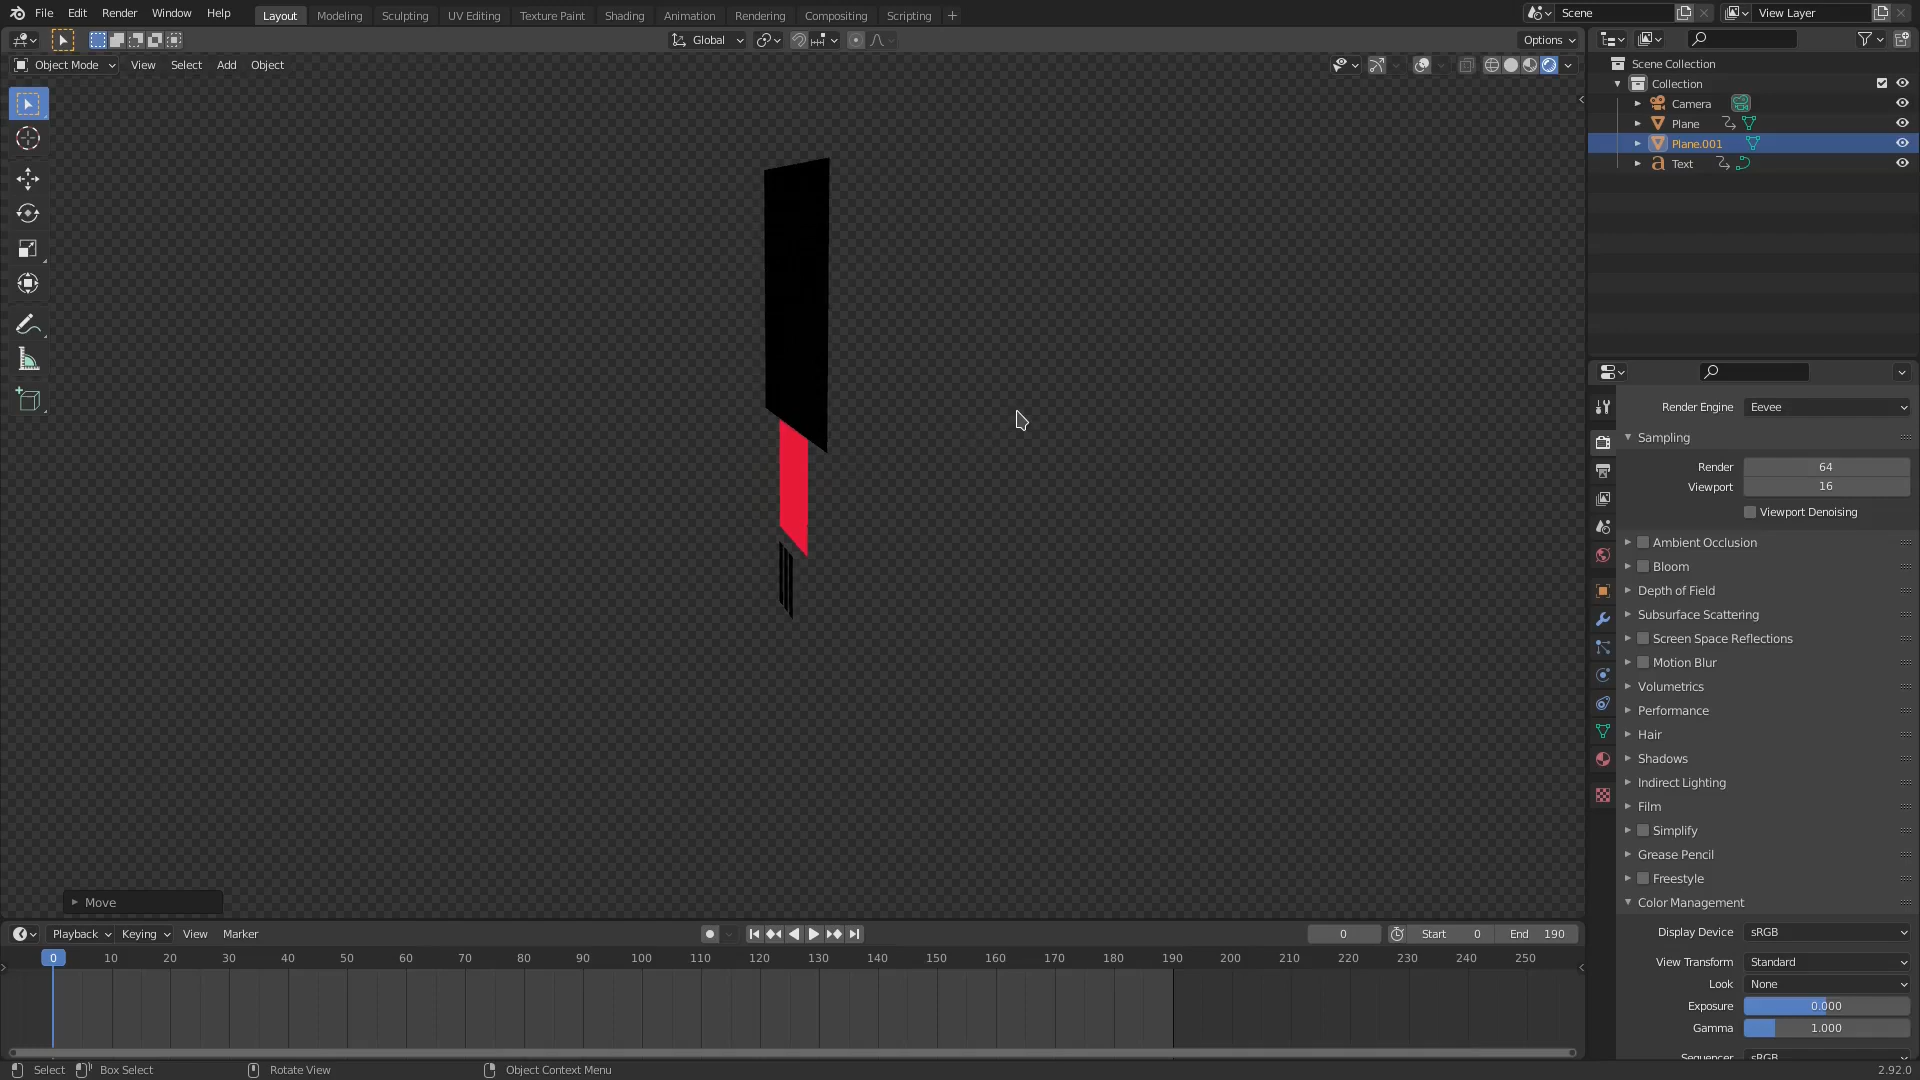 File Edit Render Window Help
Layout Modeling Sculpting UV Editing Texture Paint Shading Animation Rendering Compositing Scripting +
Scene
View Layer
Global
Options
Object Mode View Select Add Object
Scene Collection
Collection
Camera
Plane
Plane.001
Text
Render Engine Eevee
Sampling
Render 64
Viewport 16
Viewport Denoising
Ambient Occlusion
Bloom
Depth of Field
Subsurface Scattering
Screen Space Reflections
Motion Blur
Volumetrics
Performance
Hair
Shadows
Indirect Lighting
Film
Simplify
Grease Pencil
Freestyle
Color Management
Display Device sRGB
View Transform Standard
Look None
Exposure 0.000
Gamma 1.000
Sequencer sRGB
Move
Playback Keying View Marker
0 Start 0 End 190
0 10 20 30 40 50 60 70 80 90 100 110 120 130 140 150 160 170 180 190 200 210 220 230 240 250
Select Box Select Rotate View Object Context Menu
2.92.0